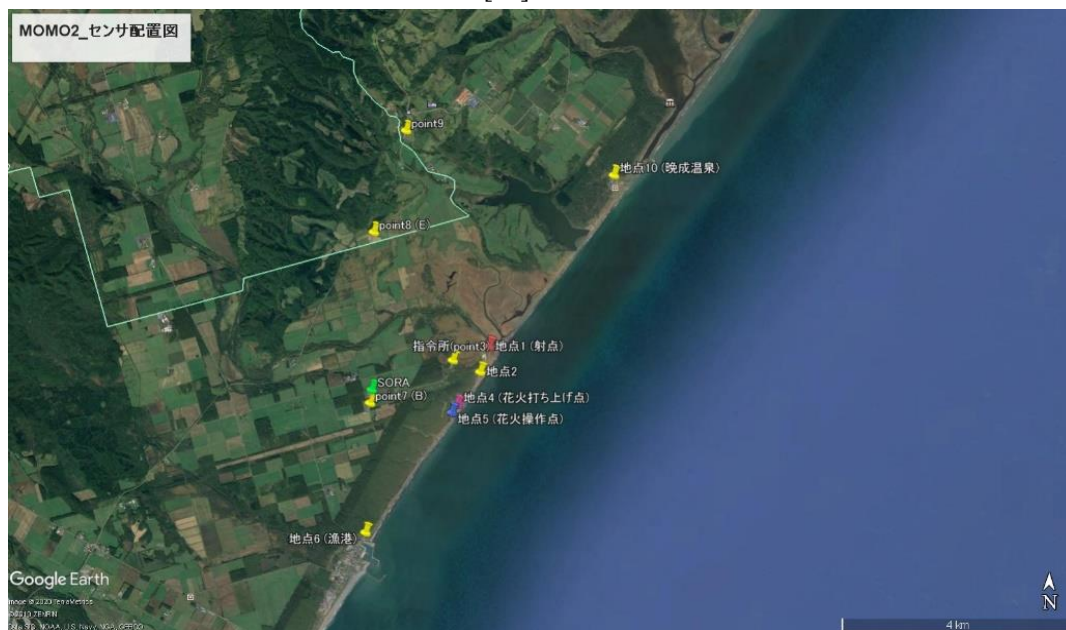 MOMO2_センサ配置図
point9
地点10 (晩成温泉)
point8 (E)
指令所(point3)
地点1 (射点)
地点2
SORA
point7 (B)
地点4 (花火打ち上げ点)
地点5 (花火操作点)
地点6 (漁港)
Google Earth
N
4 km